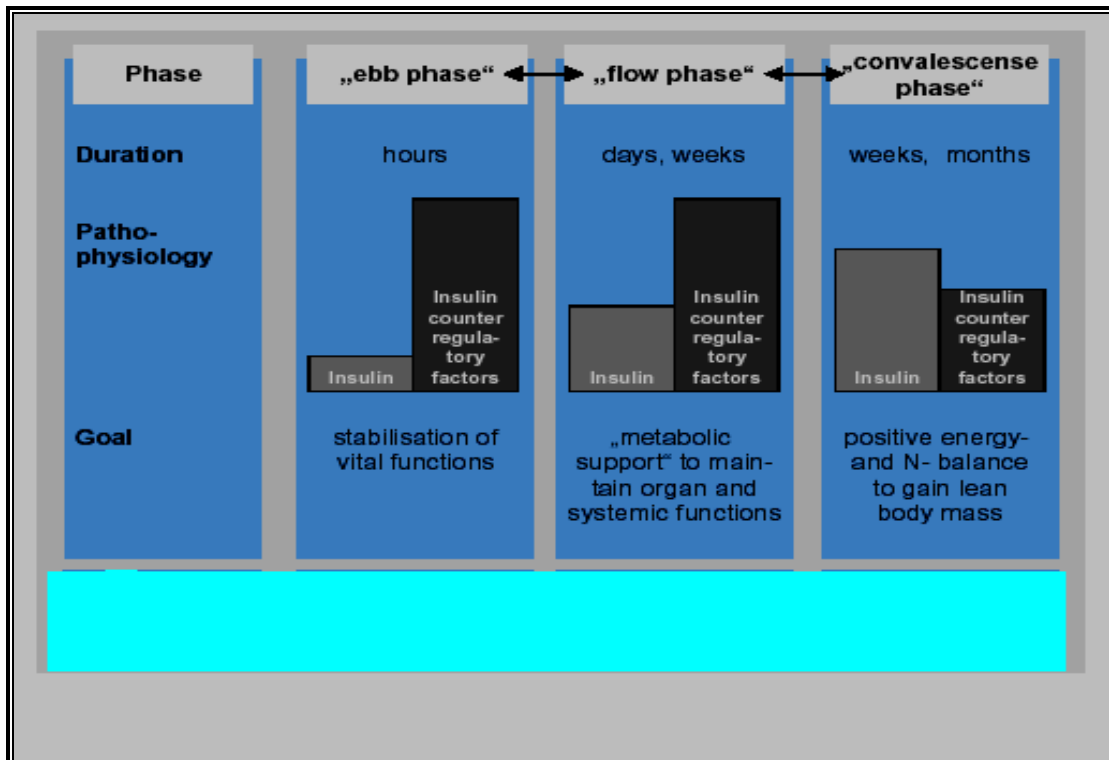 Phase
„ebb phase“
„flow phase“
„convalescense
phase“
Duration
hours
days, weeks
weeks, months
Patho-
physiology
Insulin
Insulin
counter
regula-
tory
factors
Insulin
Insulin
counter
regula-
tory
factors
Insulin
Insulin
counter
regula-
tory
factors
Goal
stabilisation of
vital functions
„metabolic
support“ to main-
tain organ and
systemic functions
positive energy-
and N- balance
to gain lean
body mass